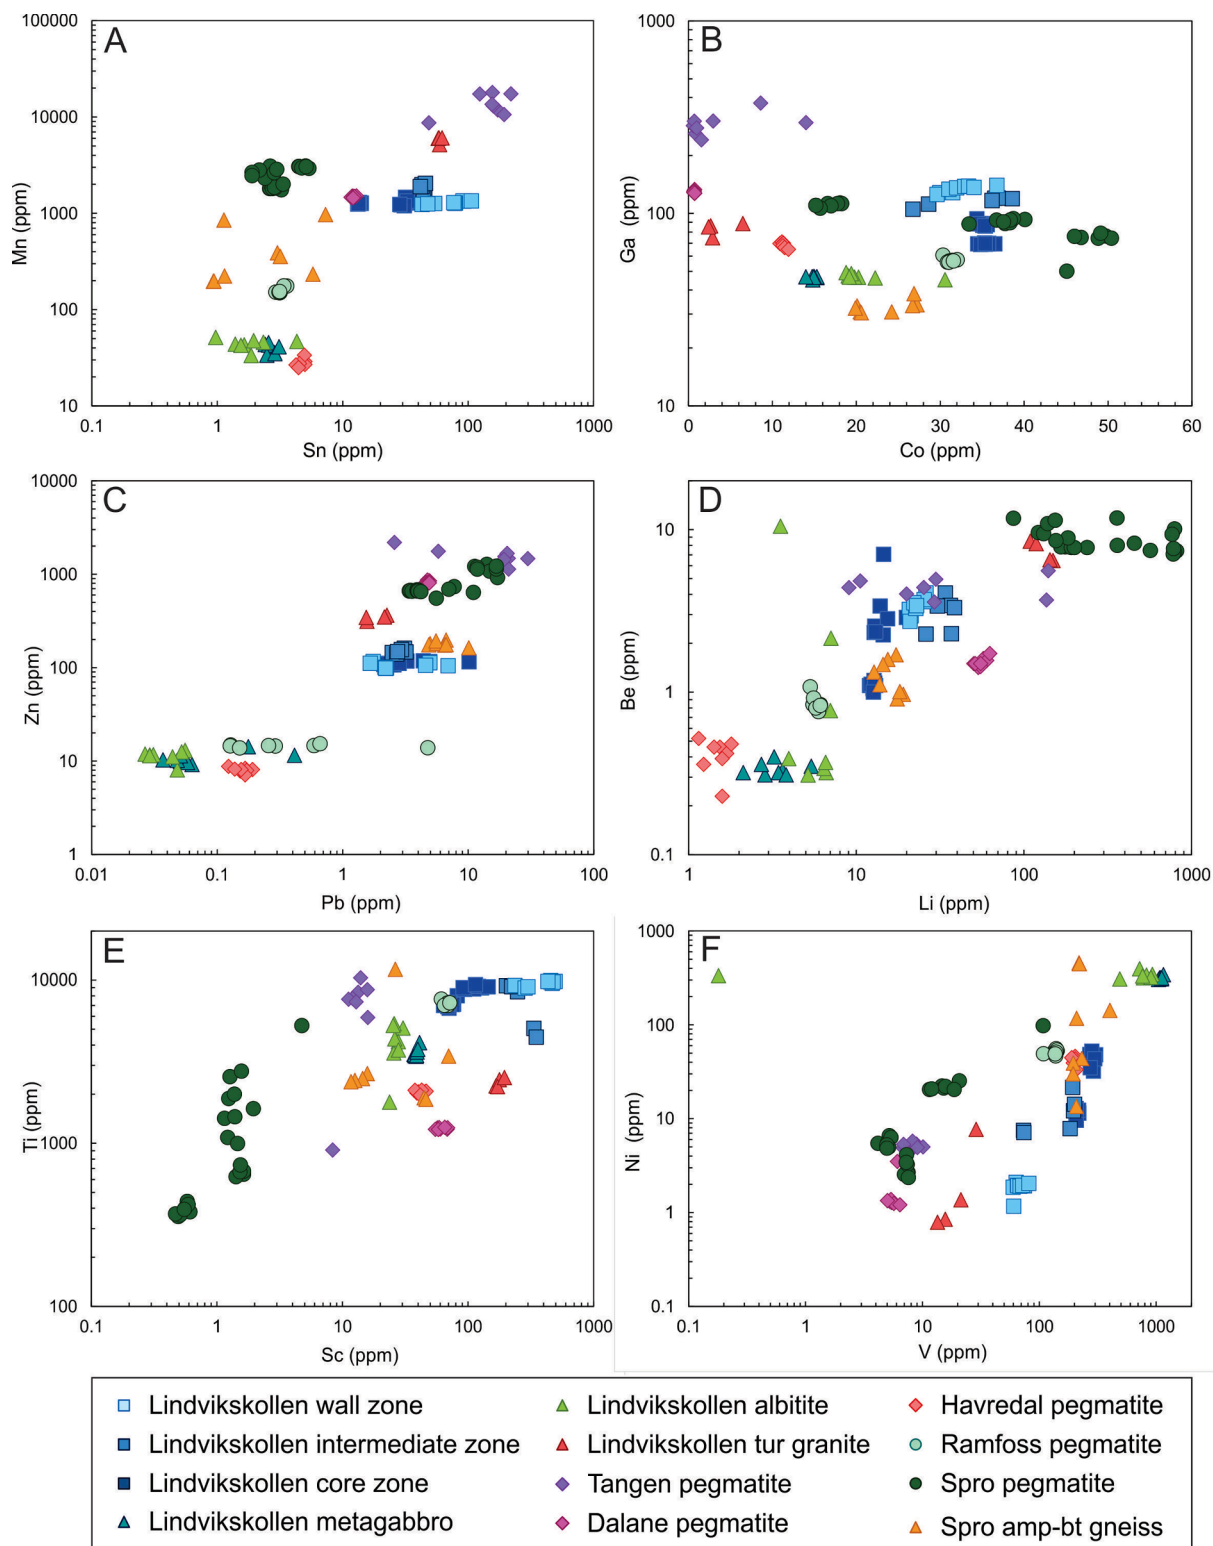 A
100000
10000
1000
100
10
Mn (ppm)
0.1 1 10 100 1000
Sn (ppm)
B
1000
100
10
Ga (ppm)
0 10 20 30 40 50 60
Co (ppm)
C
10000
1000
100
10
1
Zn (ppm)
0.01 0.1 1 10 100
Pb (ppm)
D
10
1
0.1
Be (ppm)
1 10 100 1000
Li (ppm)
E
10000
1000
100
Ti (ppm)
0.1 1 10 100 1000
Sc (ppm)
F
1000
100
10
1
0.1
Ni (ppm)
0.1 1 10 100 1000
V (ppm)
Lindvikskollen wall zone
Lindvikskollen intermediate zone
Lindvikskollen core zone
Lindvikskollen metagabbro
Lindvikskollen albitite
Lindvikskollen tur granite
Tangen pegmatite
Dalane pegmatite
Havredal pegmatite
Ramfoss pegmatite
Spro pegmatite
Spro amp-bt gneiss